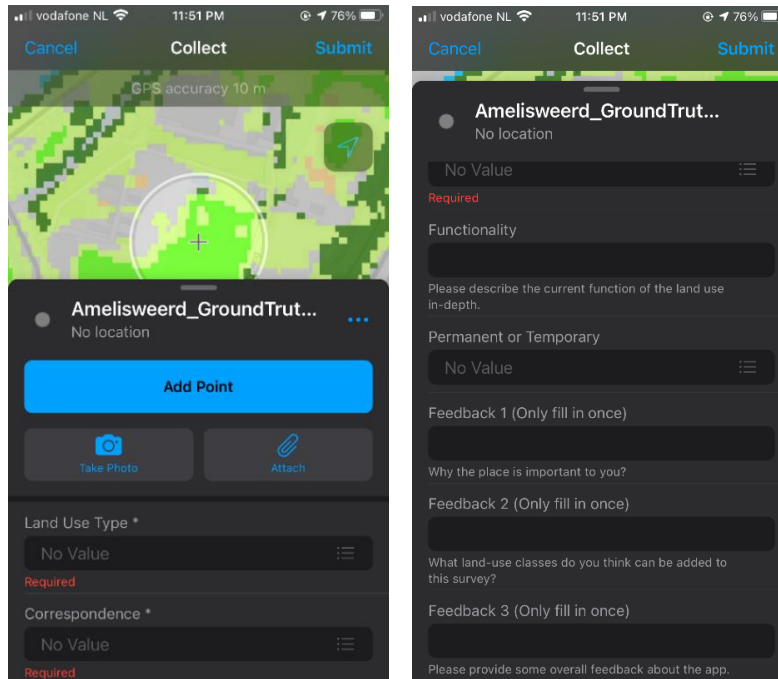 vodafone NL 11:51 PM 76%
Cancel Collect Submit
GPS accuracy 10 m
Amelisweerd_GroundTrut...
No location
Add Point
Take Photo Attach
Land Use Type *
No Value
Required
Correspondence *
No Value
Required
vodafone NL 11:51 PM 76%
Cancel Collect Submit
Amelisweerd_GroundTrut...
No location
No Value
Required
Functionality
Please describe the current function of the land use
in-depth.
Permanent or Temporary
No Value
Feedback 1 (Only fill in once)
Why the place is important to you?
Feedback 2 (Only fill in once)
What land-use classes do you think can be added to
this survey?
Feedback 3 (Only fill in once)
Please provide some overall feedback about the app.